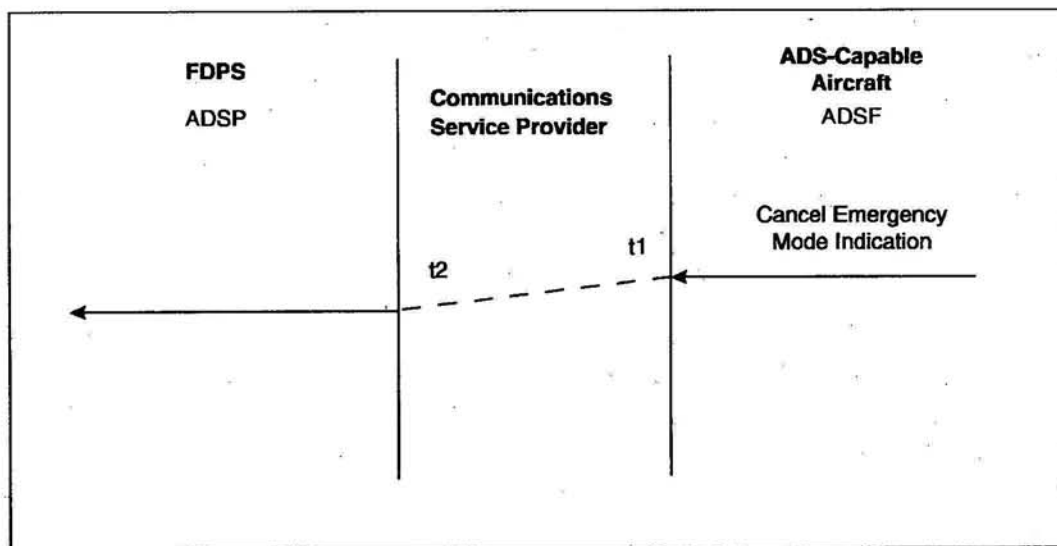 FDPS
ADSP
Communications
Service Provider
ADS-Capable
Aircraft
ADSF
Cancel Emergency
Mode Indication
t1
t2